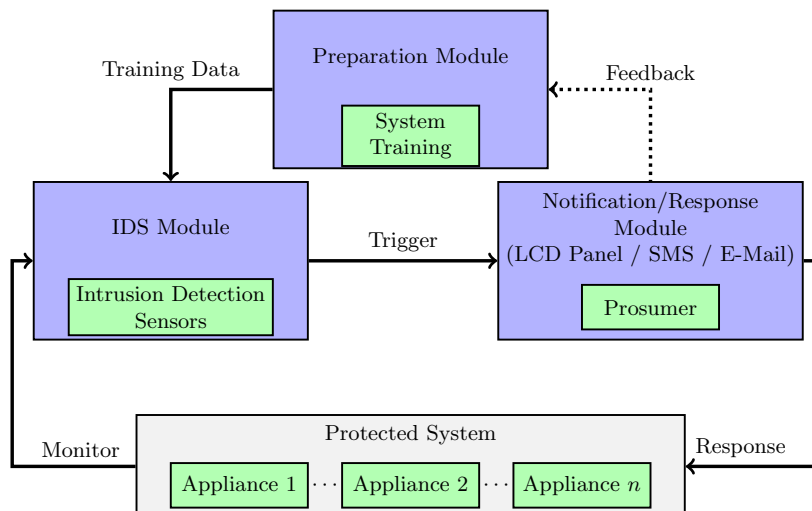 Preparation Module
Training Data
Feedback
System
Training
Notification/Response
Module
(LCD Panel / SMS / E-Mail)
IDS Module
Trigger
Intrusion Detection
Sensors
Prosumer
Protected System
Monitor
Response
Appliance 1 ··· Appliance 2 ··· Appliance n